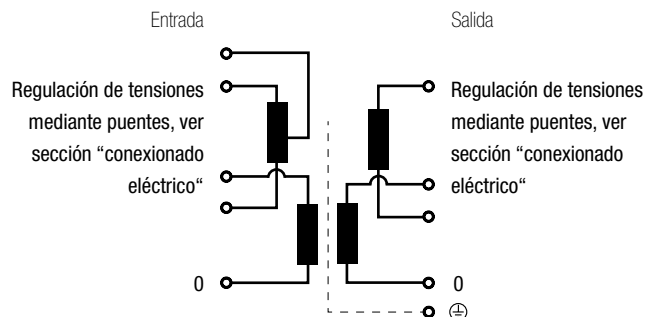 Entrada
Salida
Regulación de tensiones
mediante puentes, ver
sección “conexionado
eléctrico“
Regulación de tensiones
mediante puentes, ver
sección “conexionado
eléctrico“
0
0